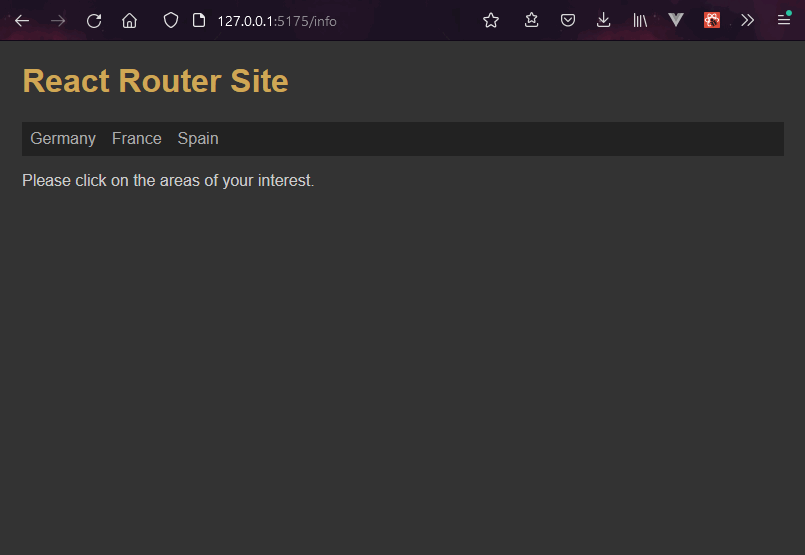 127.0.0.1:5175/info
React Router Site
Germany France Spain
Please click on the areas of your interest.